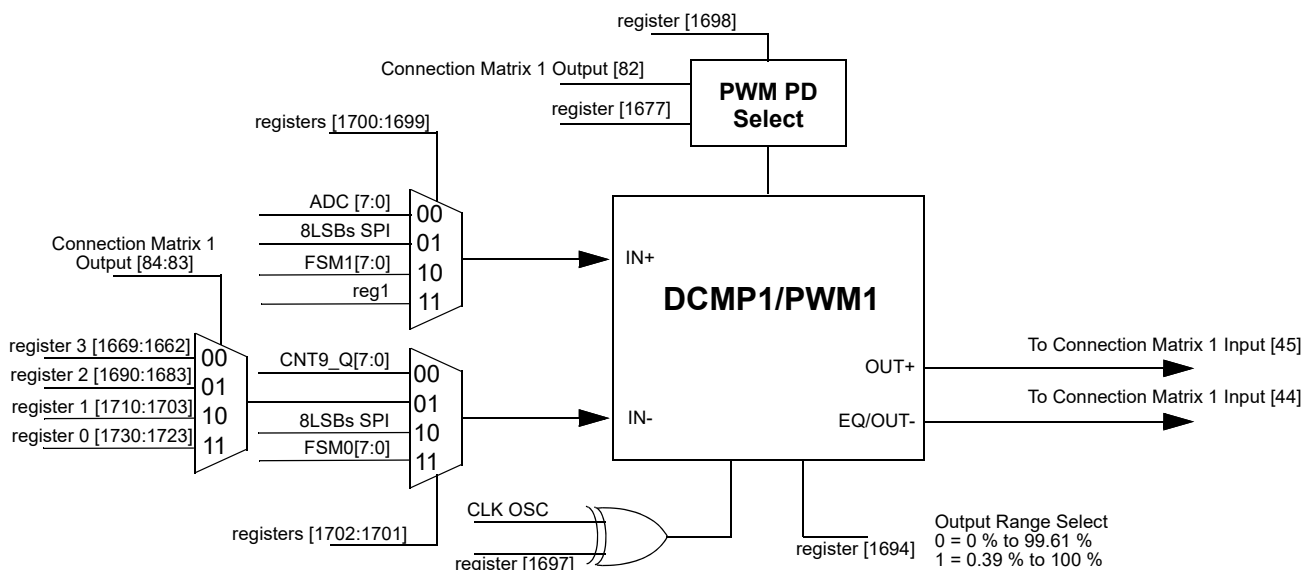 register [1698]
Connection Matrix 1 Output [82]
register [1677]
PWM PD
Select
registers [1700:1699]
ADC [7:0]
8LSBs SPI
FSM1[7:0]
reg1
00
01
10
11
Connection Matrix 1
Output [84:83]
register 3 [1669:1662]
register 2 [1690:1683]
register 1 [1710:1703]
register 0 [1730:1723]
00
01
10
11
CNT9_Q[7:0]
8LSBs SPI
FSM0[7:0]
00
01
10
11
registers [1702:1701]
IN+
DCMP1/PWM1
IN-
OUT+
EQ/OUT-
To Connection Matrix 1 Input [45]
To Connection Matrix 1 Input [44]
CLK OSC
register [1697]
register [1694]
Output Range Select
0 = 0 % to 99.61 %
1 = 0.39 % to 100 %